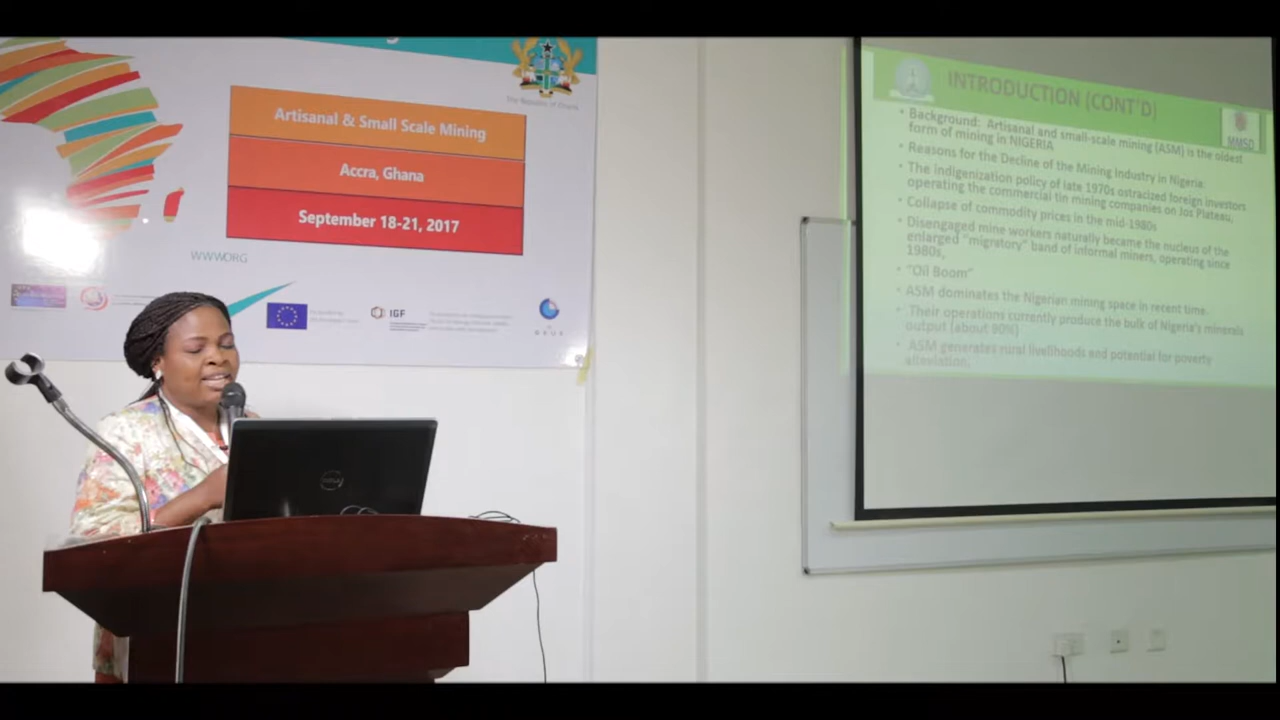 The Republic of Ghana
Artisanal & Small Scale Mining
Accra, Ghana
September 18-21, 2017
WWW.ORG
IGF
DELL
INTRODUCTION (CONT'D)
MMSD
• Background: Artisanal and small-scale mining (ASM) is the oldest
form of mining in NIGERIA
• Reasons for the Decline of the Mining Industry in Nigeria:
• The indigenization policy of late 1970s ostracized foreign investors
operating the commercial tin mining companies on Jos Plateau,
• Collapse of commodity prices in the mid-1980s
• Disengaged mine workers naturally became the nucleus of the
enlarged "migratory" band of informal miners, operating since
1980s,
• "Oil Boom"
• ASM dominates the Nigerian mining space in recent time.
• Their operations currently produce the bulk of Nigeria's minerals
output (about 90%)
• ASM generates rural livelihoods and potential for poverty
alleviation,